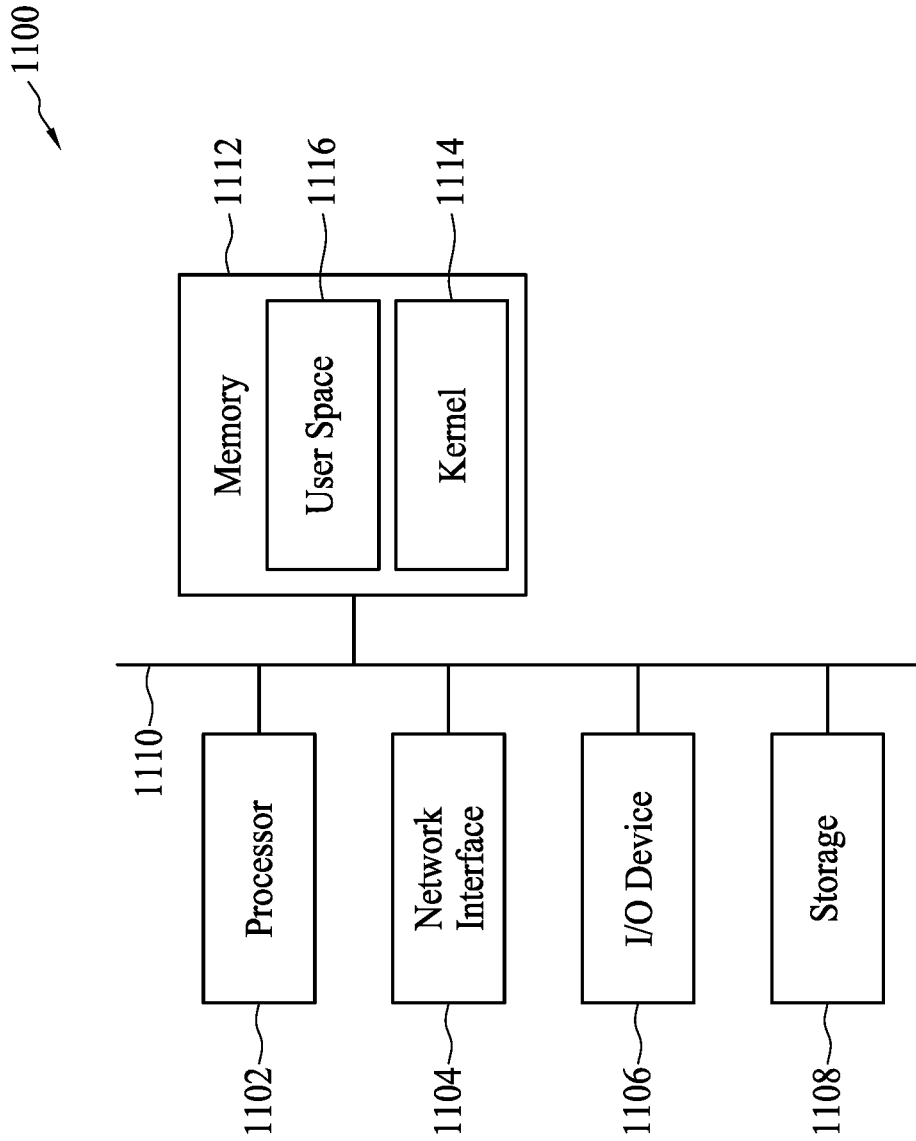 1100
1102
Processor
1110
Memory
1112
User Space
1116
Kernel
1114
1104
Network
Interface
1106
I/O Device
1108
Storage